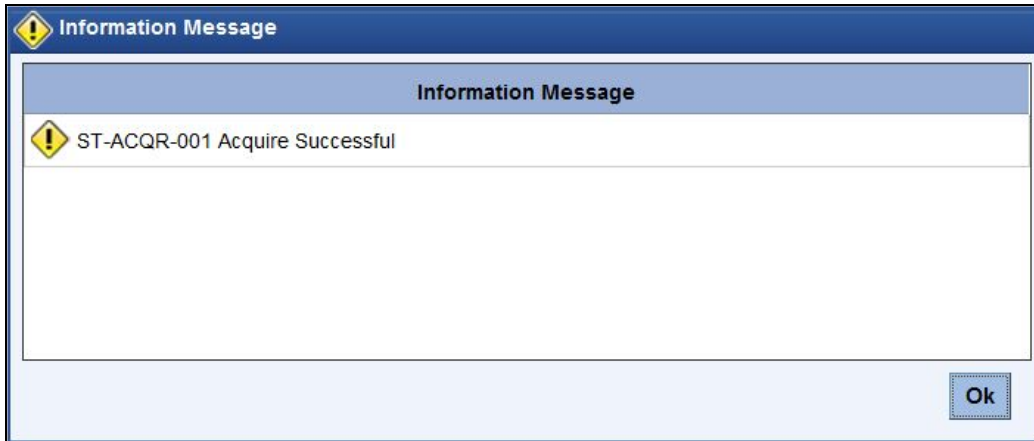 Information Message
Information Message
ST-ACQR-001 Acquire Successful
Ok